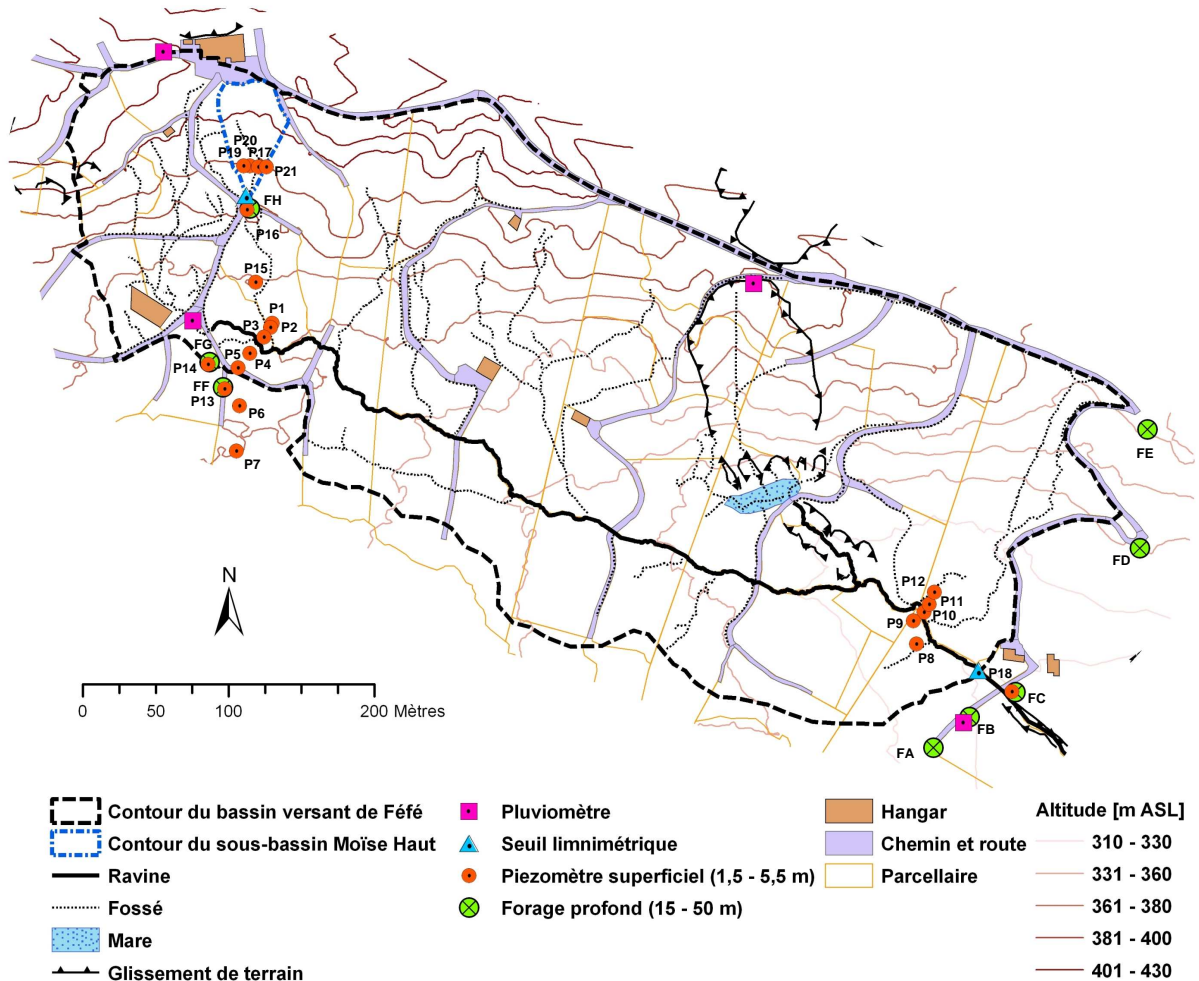 P20
P19 P17
P21
FH
P16
P15
P1
P3 P2
FG
P5 P4
P14
FF
P13
P6
P7
FE
FD
P12
P11
P10
P9
P8
P18
FC
FB
FA
N
0 50 100 200 Mètres
Contour du bassin versant de Féfé
Contour du sous-bassin Moïse Haut
Ravine
Fossé
Mare
Glissement de terrain
Pluviomètre
Seuil limnimétrique
Piezomètre superficiel (1,5 - 5,5 m)
Forage profond (15 - 50 m)
Hangar
Chemin et route
Parcellaire
Altitude [m ASL]
310 - 330
331 - 360
361 - 380
381 - 400
401 - 430